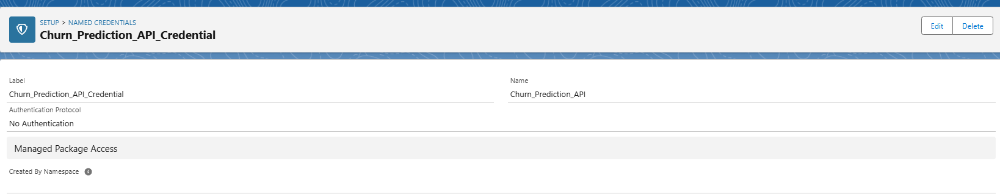 SETUP > NAMED CREDENTIALS
Churn_Prediction_API_Credential
Edit
Delete
Label
Churn_Prediction_API_Credential
Name
Churn_Prediction_API
Authentication Protocol
No Authentication
Managed Package Access
Created By Namespace